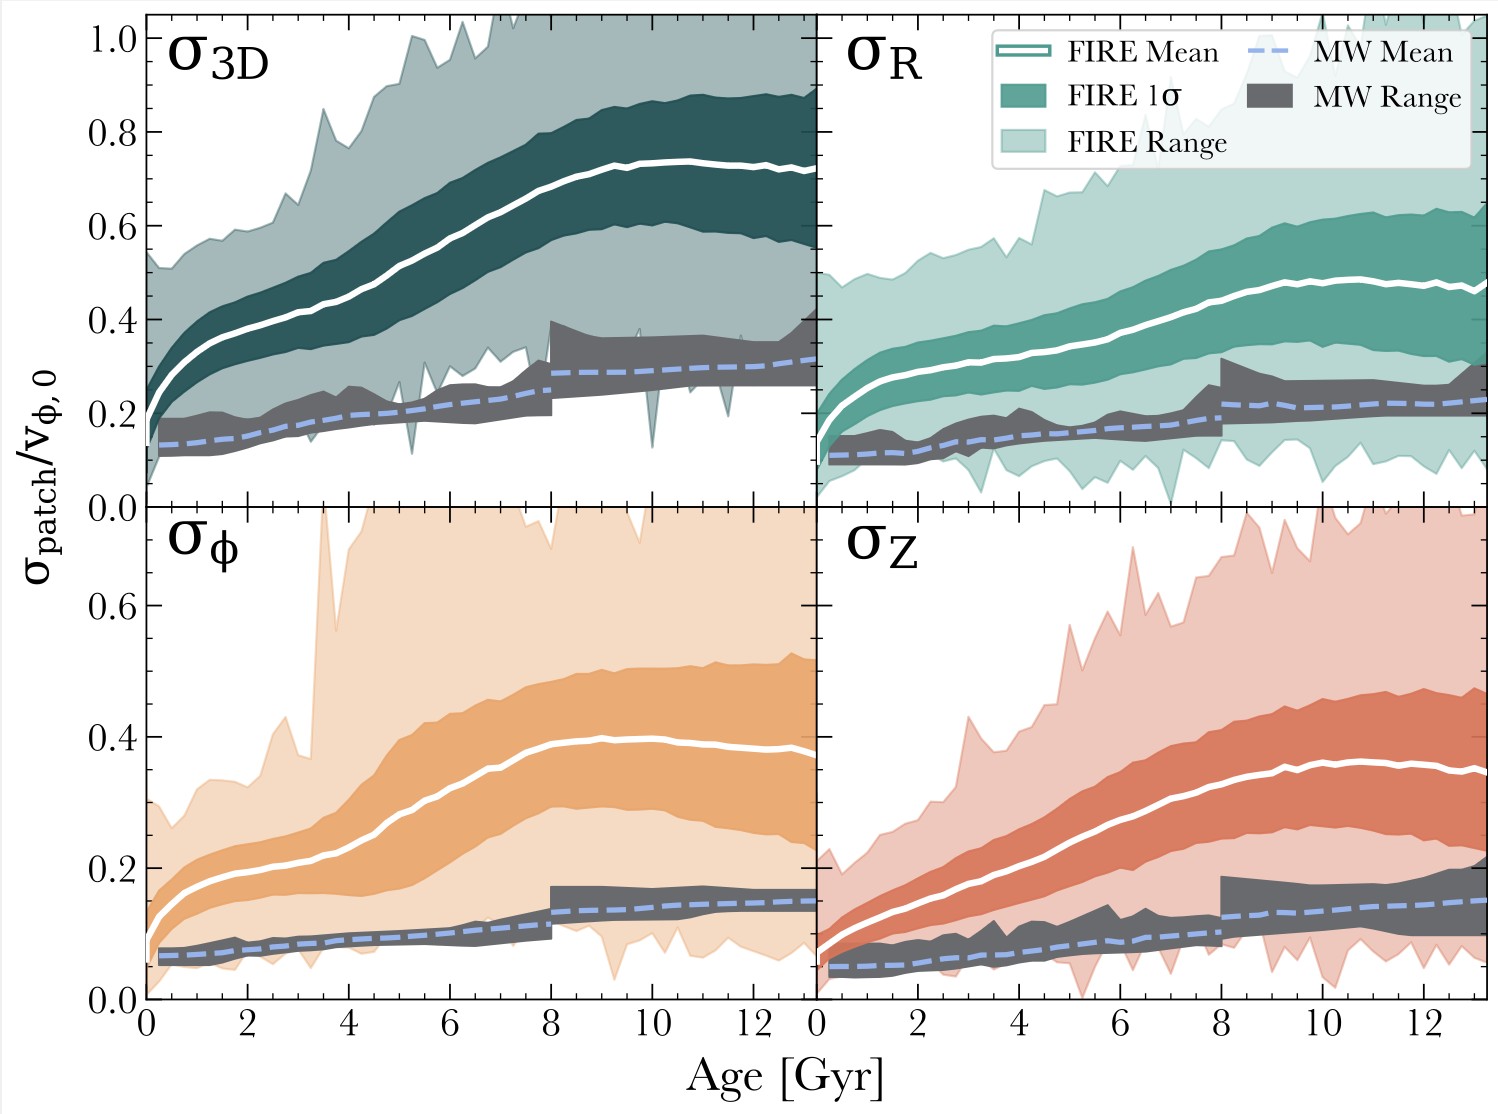 σ3D
σR
FIRE Mean
FIRE 1σ
FIRE Range
MW Mean
MW Range
1.0
0.8
0.6
0.4
0.2
0.0
σpatch/vϕ, 0
σϕ
σZ
0.6
0.4
0.2
0.0
0 2 4 6 8 10 12 0 2 4 6 8 10 12
Age [Gyr]